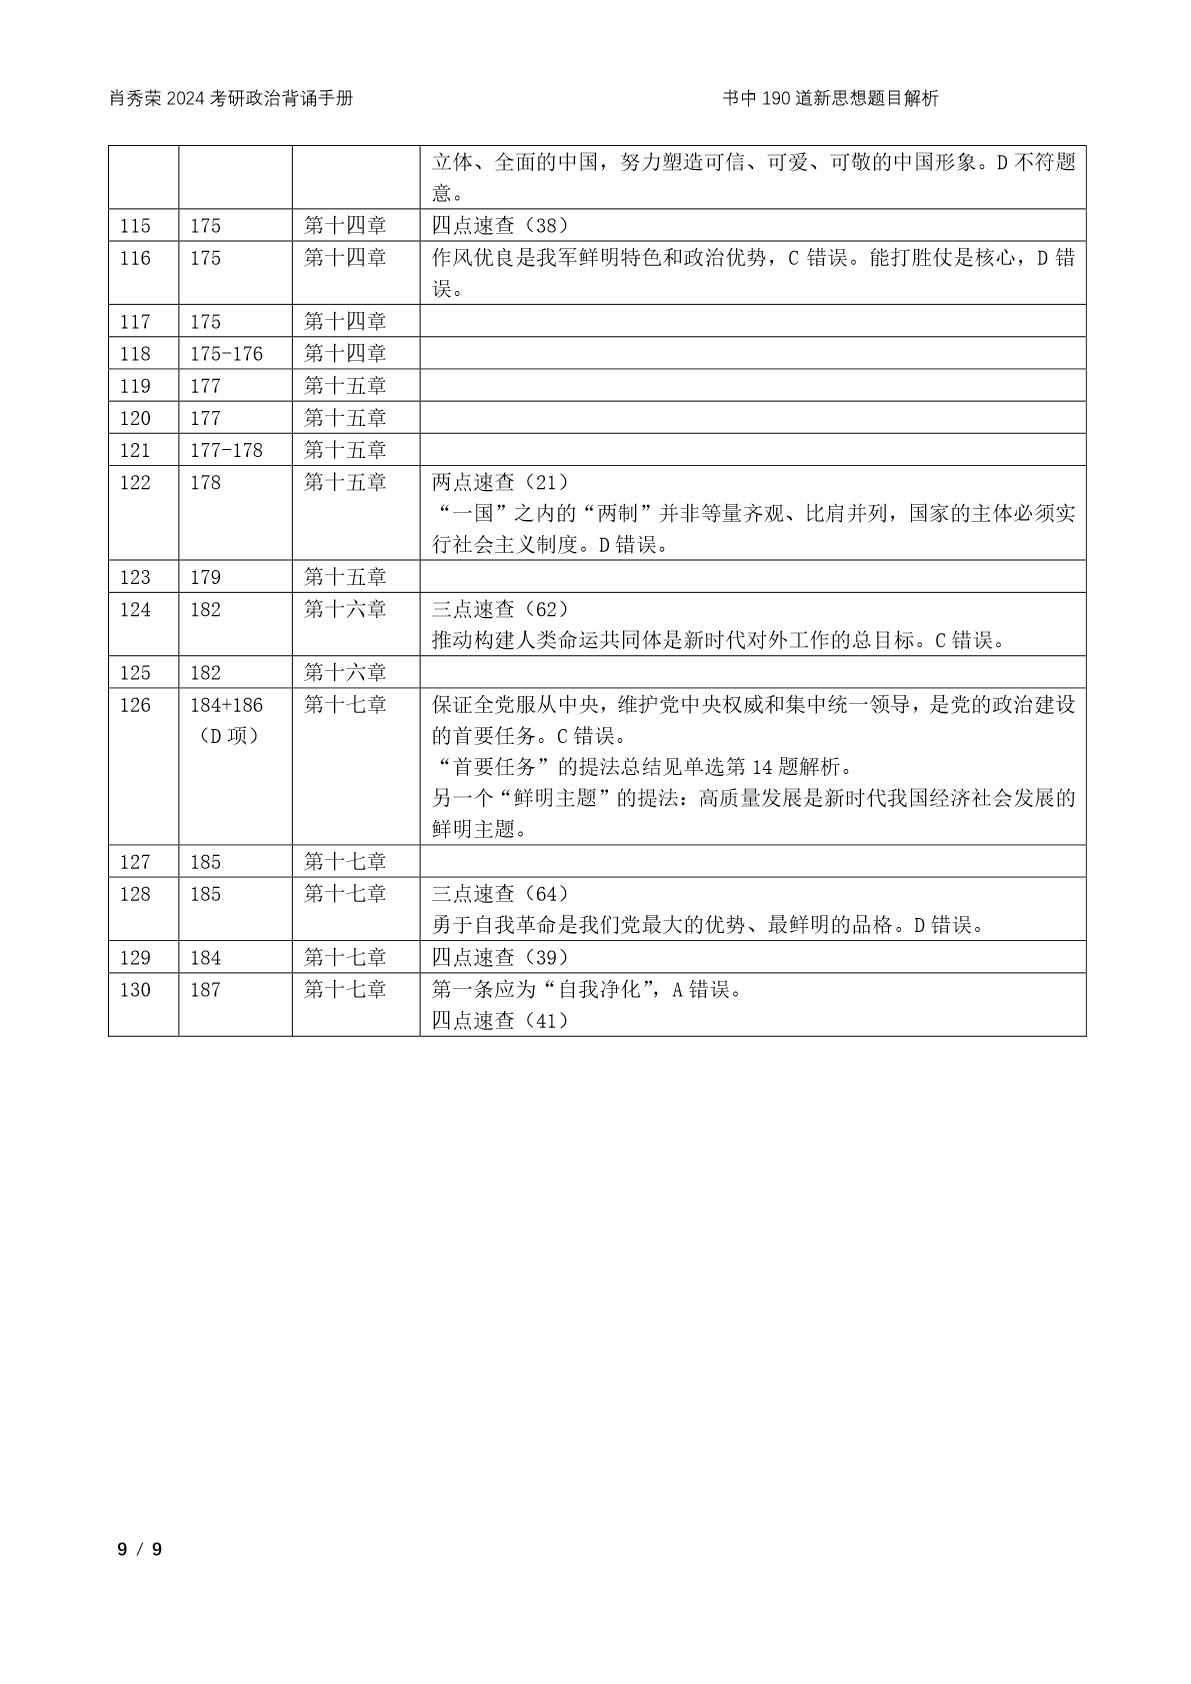 肖秀荣 2024 考研政治背诵手册 书中 190 道新思想题目解析
立体、全面的中国，努力塑造可信、可爱、可敬的中国形象。D 不符题
意。
115 175 第十四章 四点速查（38）
116 175 第十四章 作风优良是我军鲜明特色和政治优势，C 错误。能打胜仗是核心，D 错
误。
117 175 第十四章
118 175-176 第十四章
119 177 第十五章
120 177 第十五章
121 177-178 第十五章
122 178 第十五章 两点速查（21）
“一国”之内的“两制”并非等量齐观、比肩并列，国家的主体必须实
行社会主义制度。D 错误。
123 179 第十五章
124 182 第十六章 三点速查（62）
推动构建人类命运共同体是新时代对外工作的总目标。C 错误。
125 182 第十六章
126 184+186 第十七章 保证全党服从中央，维护党中央权威和集中统一领导，是党的政治建设
（D 项） 的首要任务。C 错误。
“首要任务”的提法总结见单选第 14 题解析。
另一个“鲜明主题”的提法：高质量发展是新时代我国经济社会发展的
鲜明主题。
127 185 第十七章
128 185 第十七章 三点速查（64）
勇于自我革命是我们党最大的优势、最鲜明的品格。D 错误。
129 184 第十七章 四点速查（39）
130 187 第十七章 第一条应为“自我净化”，A 错误。
四点速查（41）
9 / 9